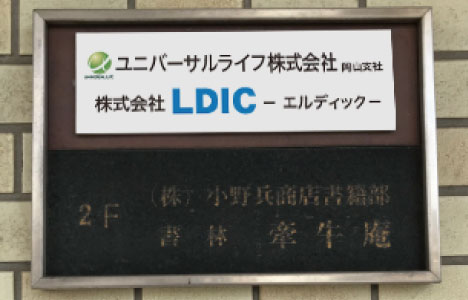 ユニバーサルライフ株式会社 岡山支社
株式会社 LDIC － エルディック－
2F （株）小野兵商店書籍部
書林 牽牛庵